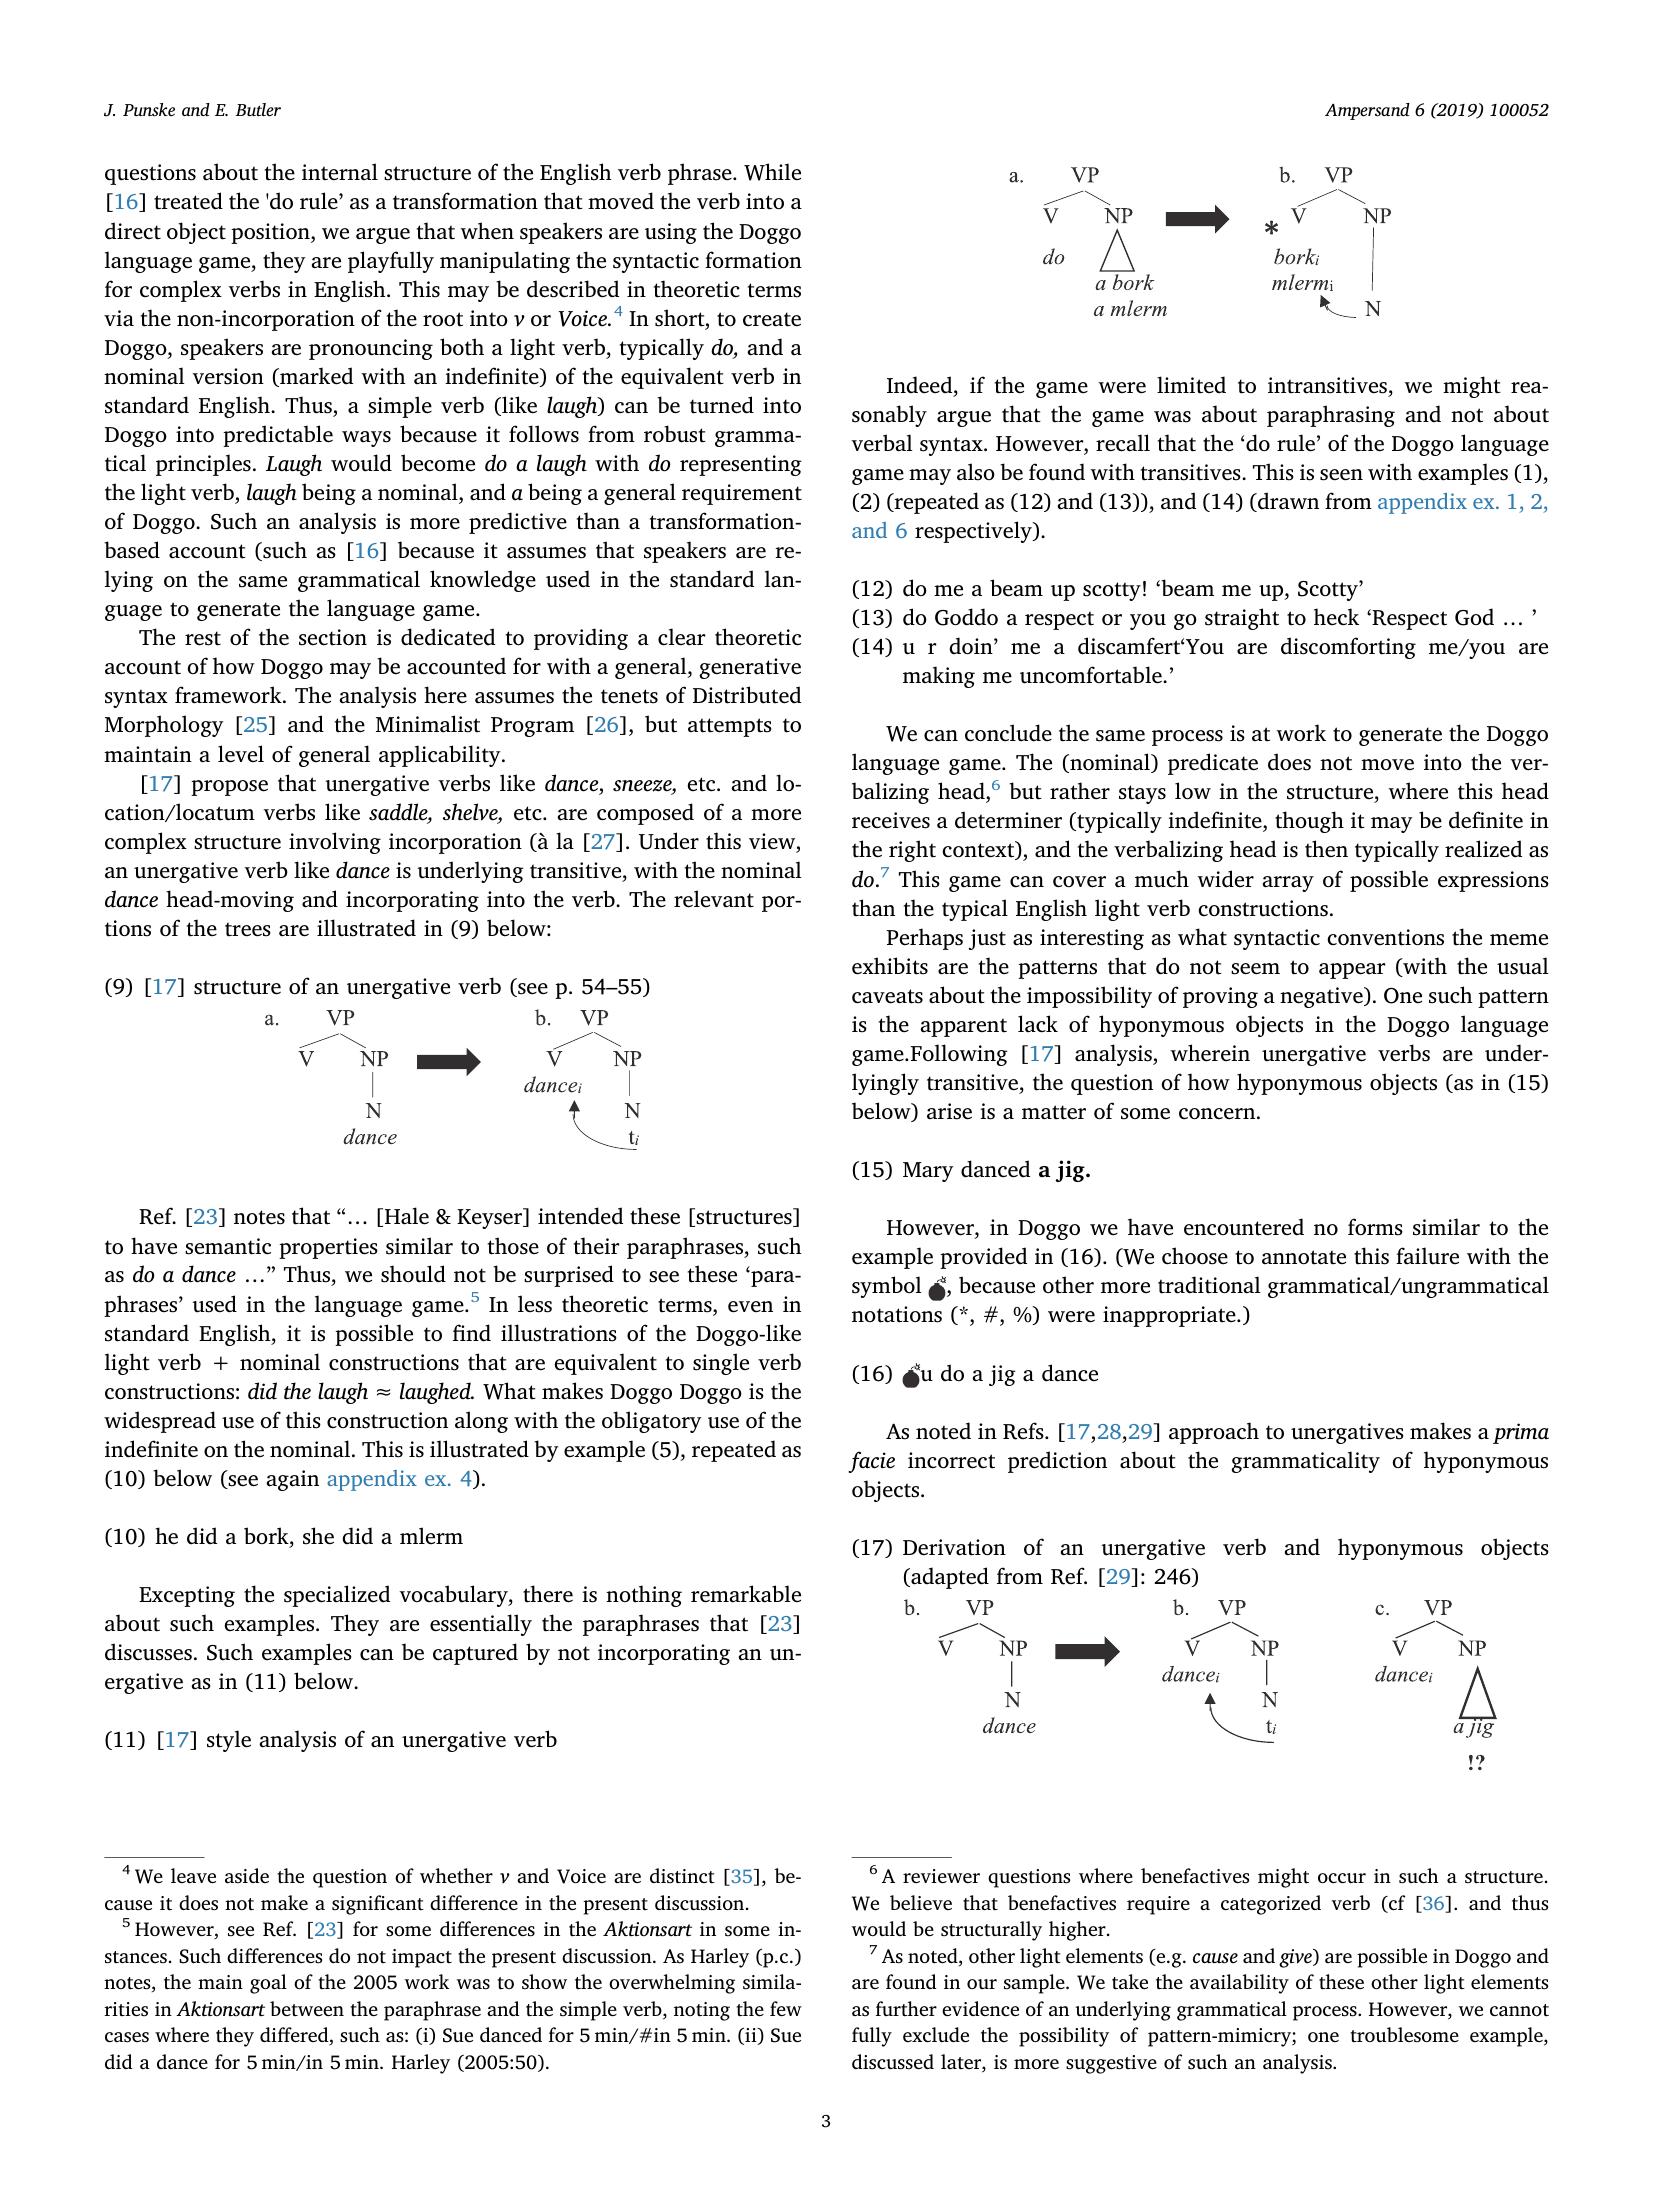 J. Punske and E. Butler
Ampersand 6 (2019) 100052
questions about the internal structure of the English verb phrase. While
[16] treated the 'do rule’ as a transformation that moved the verb into a
direct object position, we argue that when speakers are using the Doggo
language game, they are playfully manipulating the syntactic formation
for complex verbs in English. This may be described in theoretic terms
via the non-incorporation of the root into v or Voice.4 In short, to create
Doggo, speakers are pronouncing both a light verb, typically do, and a
nominal version (marked with an indefinite) of the equivalent verb in
standard English. Thus, a simple verb (like laugh) can be turned into
Doggo into predictable ways because it follows from robust gramma-
tical principles. Laugh would become do a laugh with do representing
the light verb, laugh being a nominal, and a being a general requirement
of Doggo. Such an analysis is more predictive than a transformation-
based account (such as [16] because it assumes that speakers are re-
lying on the same grammatical knowledge used in the standard lan-
guage to generate the language game.
The rest of the section is dedicated to providing a clear theoretic
account of how Doggo may be accounted for with a general, generative
syntax framework. The analysis here assumes the tenets of Distributed
Morphology [25] and the Minimalist Program [26], but attempts to
maintain a level of general applicability.
[17] propose that unergative verbs like dance, sneeze, etc. and lo-
cation/locatum verbs like saddle, shelve, etc. are composed of a more
complex structure involving incorporation (à la [27]. Under this view,
an unergative verb like dance is underlying transitive, with the nominal
dance head-moving and incorporating into the verb. The relevant por-
tions of the trees are illustrated in (9) below:
(9) [17] structure of an unergative verb (see p. 54–55)
a. VP b. VP
V NP V NP
dancei
N N
dance ti
Ref. [23] notes that “… [Hale & Keyser] intended these [structures]
to have semantic properties similar to those of their paraphrases, such
as do a dance …” Thus, we should not be surprised to see these ‘para-
phrases’ used in the language game.5 In less theoretic terms, even in
standard English, it is possible to find illustrations of the Doggo-like
light verb + nominal constructions that are equivalent to single verb
constructions: did the laugh ≈ laughed. What makes Doggo Doggo is the
widespread use of this construction along with the obligatory use of the
indefinite on the nominal. This is illustrated by example (5), repeated as
(10) below (see again appendix ex. 4).
(10) he did a bork, she did a mlerm
Excepting the specialized vocabulary, there is nothing remarkable
about such examples. They are essentially the paraphrases that [23]
discusses. Such examples can be captured by not incorporating an un-
ergative as in (11) below.
(11) [17] style analysis of an unergative verb
4 We leave aside the question of whether v and Voice are distinct [35], be-
cause it does not make a significant difference in the present discussion.
5 However, see Ref. [23] for some differences in the Aktionsart in some in-
stances. Such differences do not impact the present discussion. As Harley (p.c.)
notes, the main goal of the 2005 work was to show the overwhelming simila-
rities in Aktionsart between the paraphrase and the simple verb, noting the few
cases where they differed, such as: (i) Sue danced for 5 min/#in 5 min. (ii) Sue
did a dance for 5 min/in 5 min. Harley (2005:50).
a. VP b. VP
V NP * V NP
do borki
a bork mlermi
a mlerm N
Indeed, if the game were limited to intransitives, we might rea-
sonably argue that the game was about paraphrasing and not about
verbal syntax. However, recall that the ‘do rule’ of the Doggo language
game may also be found with transitives. This is seen with examples (1),
(2) (repeated as (12) and (13)), and (14) (drawn from appendix ex. 1, 2,
and 6 respectively).
(12) do me a beam up scotty! ‘beam me up, Scotty’
(13) do Goddo a respect or you go straight to heck ‘Respect God … ’
(14) u r doin’ me a discamfert‘You are discomforting me/you are
making me uncomfortable.’
We can conclude the same process is at work to generate the Doggo
language game. The (nominal) predicate does not move into the ver-
balizing head,6 but rather stays low in the structure, where this head
receives a determiner (typically indefinite, though it may be definite in
the right context), and the verbalizing head is then typically realized as
do.7 This game can cover a much wider array of possible expressions
than the typical English light verb constructions.
Perhaps just as interesting as what syntactic conventions the meme
exhibits are the patterns that do not seem to appear (with the usual
caveats about the impossibility of proving a negative). One such pattern
is the apparent lack of hyponymous objects in the Doggo language
game.Following [17] analysis, wherein unergative verbs are under-
lyingly transitive, the question of how hyponymous objects (as in (15)
below) arise is a matter of some concern.
(15) Mary danced a jig.
However, in Doggo we have encountered no forms similar to the
example provided in (16). (We choose to annotate this failure with the
symbol 💣, because other more traditional grammatical/ungrammatical
notations (*, #, %) were inappropriate.)
(16) 💣u do a jig a dance
As noted in Refs. [17,28,29] approach to unergatives makes a prima
facie incorrect prediction about the grammaticality of hyponymous
objects.
(17) Derivation of an unergative verb and hyponymous objects
(adapted from Ref. [29]: 246)
b. VP b. VP c. VP
V NP V NP V NP
dancei dancei
N N
dance ti a jig
!?
6 A reviewer questions where benefactives might occur in such a structure.
We believe that benefactives require a categorized verb (cf [36]. and thus
would be structurally higher.
7 As noted, other light elements (e.g. cause and give) are possible in Doggo and
are found in our sample. We take the availability of these other light elements
as further evidence of an underlying grammatical process. However, we cannot
fully exclude the possibility of pattern-mimicry; one troublesome example,
discussed later, is more suggestive of such an analysis.
3